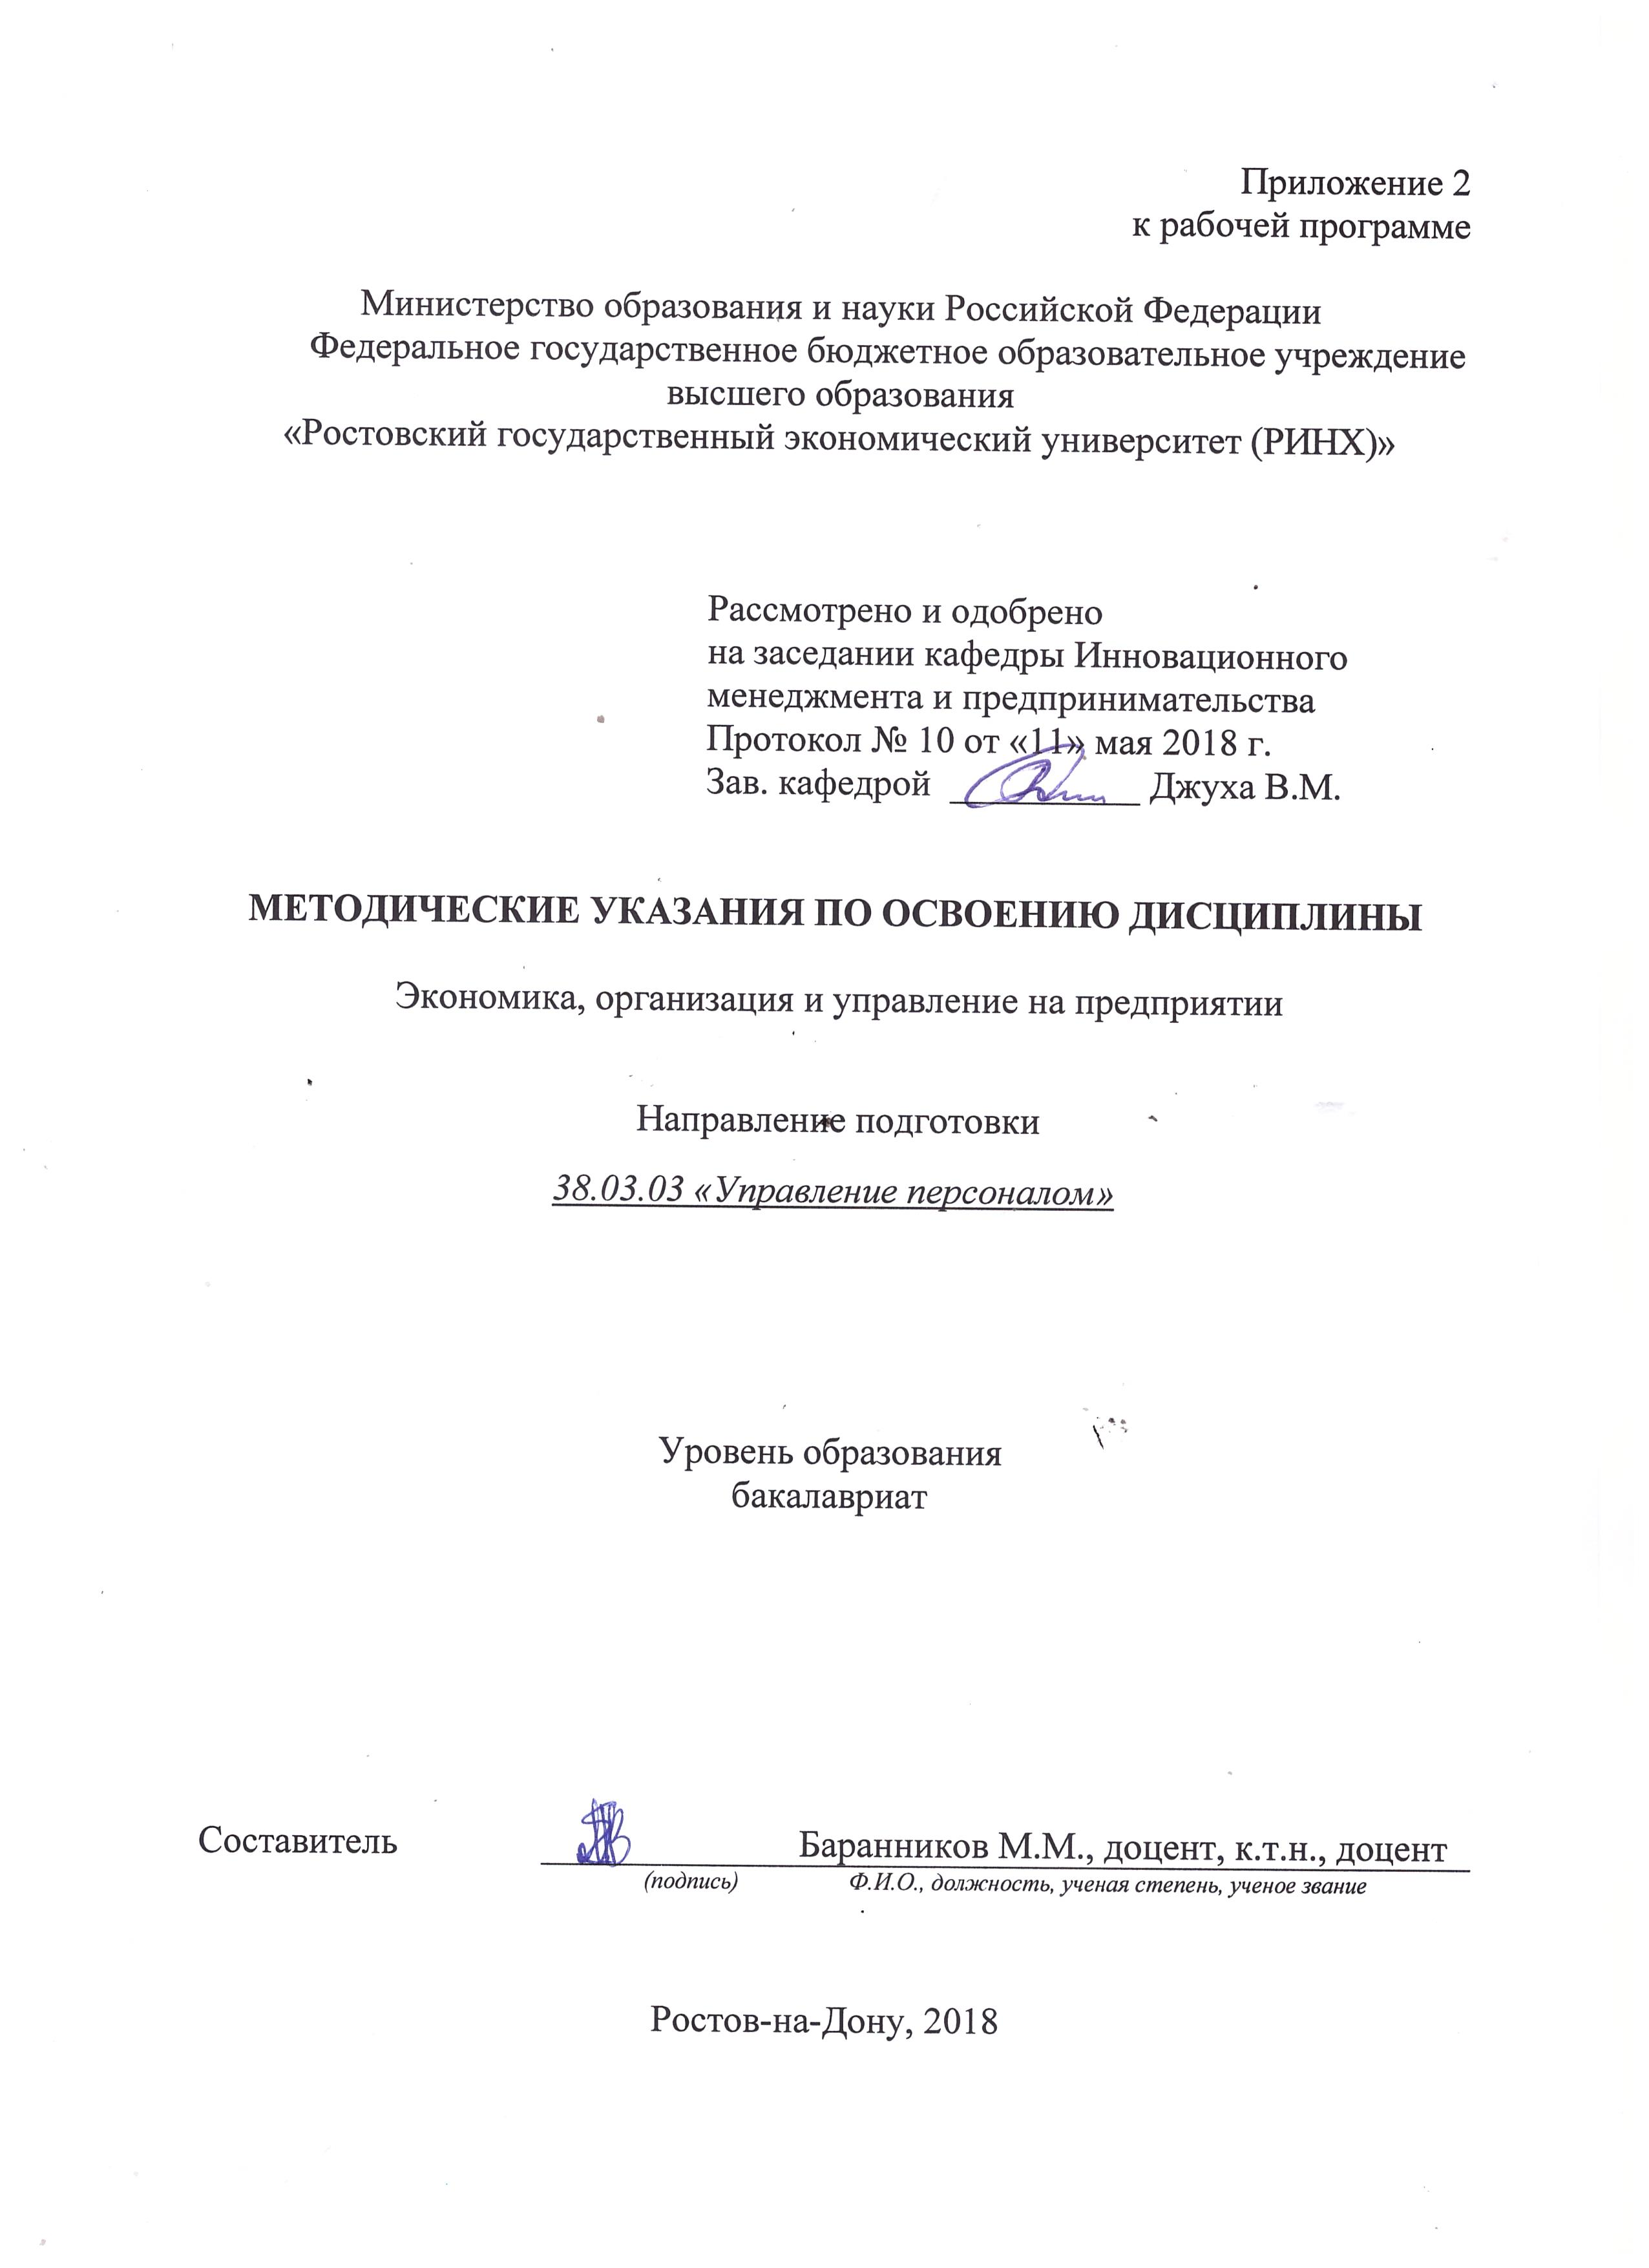 Приложение 2
к рабочей программе
Министерство образования и науки Российской Федерации
Федеральное государственное бюджетное образовательное учреждение
высшего образования
«Ростовский государственный экономический университет (РИНХ)»
Рассмотрено и одобрено
на заседании кафедры Инновационного
менеджмента и предпринимательства
Протокол № 10 от «11» мая 2018 г.
Зав. кафедрой __________ Джуха В.М.
МЕТОДИЧЕСКИЕ УКАЗАНИЯ ПО ОСВОЕНИЮ ДИСЦИПЛИНЫ
Экономика, организация и управление на предприятии
Направление подготовки
38.03.03 «Управление персоналом»
Уровень образования
бакалавриат
Составитель Баранников М.М., доцент, к.т.н., доцент
(подпись) Ф.И.О., должность, ученая степень, ученое звание
Ростов-на-Дону, 2018